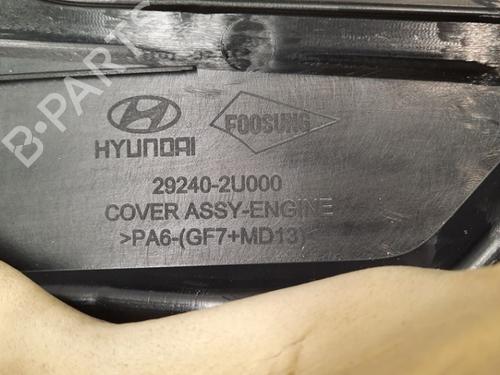 B-PARTS
HYUNDAI
FOOSUNG
29240-2U000
COVER ASSY-ENGINE
>PA6-(GF7+MD13)